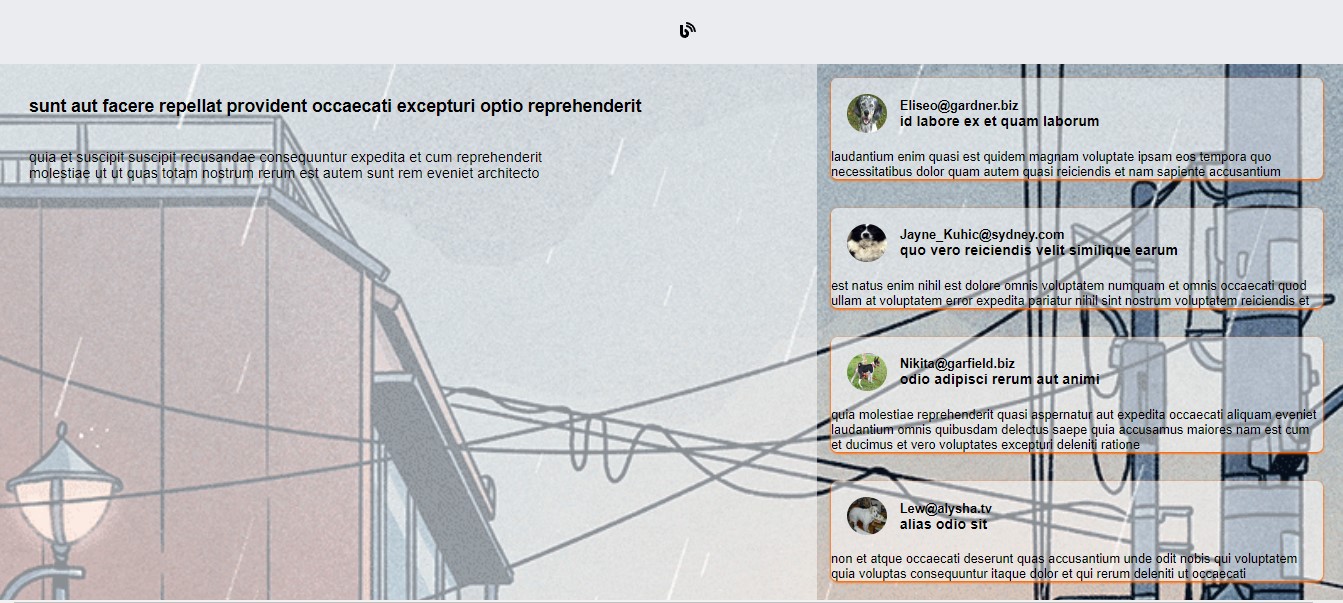 sunt aut facere repellat provident occaecati excepturi optio reprehenderit
quia et suscipit suscipit recusandae consequuntur expedita et cum reprehenderit
molestiae ut ut quas totam nostrum rerum est autem sunt rem eveniet architecto
Eliseo@gardner.biz
id labore ex et quam laborum
laudantium enim quasi est quidem magnam voluptate ipsam eos tempora quo
necessitatibus dolor quam autem quasi reiciendis et nam sapiente accusantium
Jayne_Kuhic@sydney.com
quo vero reiciendis velit similique earum
est natus enim nihil est dolore omnis voluptatem numquam et omnis occaecati quod
ullam at voluptatem error expedita pariatur nihil sint nostrum voluptatem reiciendis et
Nikita@garfield.biz
odio adipisci rerum aut animi
quia molestiae reprehenderit quasi aspernatur aut expedita occaecati aliquam eveniet
laudantium omnis quibusdam delectus saepe quia accusamus maiores nam est cum
et ducimus et vero voluptates excepturi deleniti ratione
Lew@alysha.tv
alias odio sit
non et atque occaecati deserunt quas accusantium unde odit nobis qui voluptatem
quia voluptas consequuntur itaque dolor et qui rerum deleniti ut occaecati